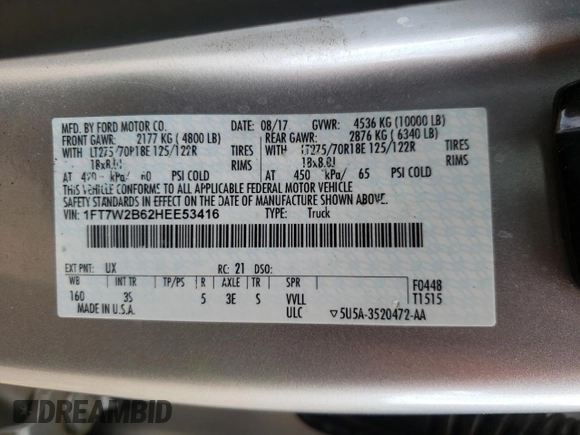 MFD. BY FORD MOTOR CO.
DATE: 08/17 GVWR: 4536 KG (10000 LB)
FRONT GAWR: 2177 KG ( 4800 LB)
REAR GAWR: 2876 KG ( 6340 LB)
WITH LT275/70R18E 125/122R TIRES
WITH LT275/70R18E 125/122R TIRES
18x8.0J RIMS
18x8.0J RIMS
AT kPa/ 60 PSI COLD
AT 450 kPa/ 65 PSI COLD
THIS VEHICLE CONFORMS TO ALL APPLICABLE FEDERAL MOTOR VEHICLE
SAFETY STANDARDS IN EFFECT ON THE DATE OF MANUFACTURE SHOWN ABOVE.
VIN: 1FT7W2B62HEE53416 TYPE: Truck
EXT PNT: UX RC: 21 DSO:
WB INT TR TP/PS R AXLE TR SPR
160 3S 5 3E S VVLL
ULC
F0448
T1515
MADE IN U.S.A.
▽5U5A-3520472-AA
DREAMBID